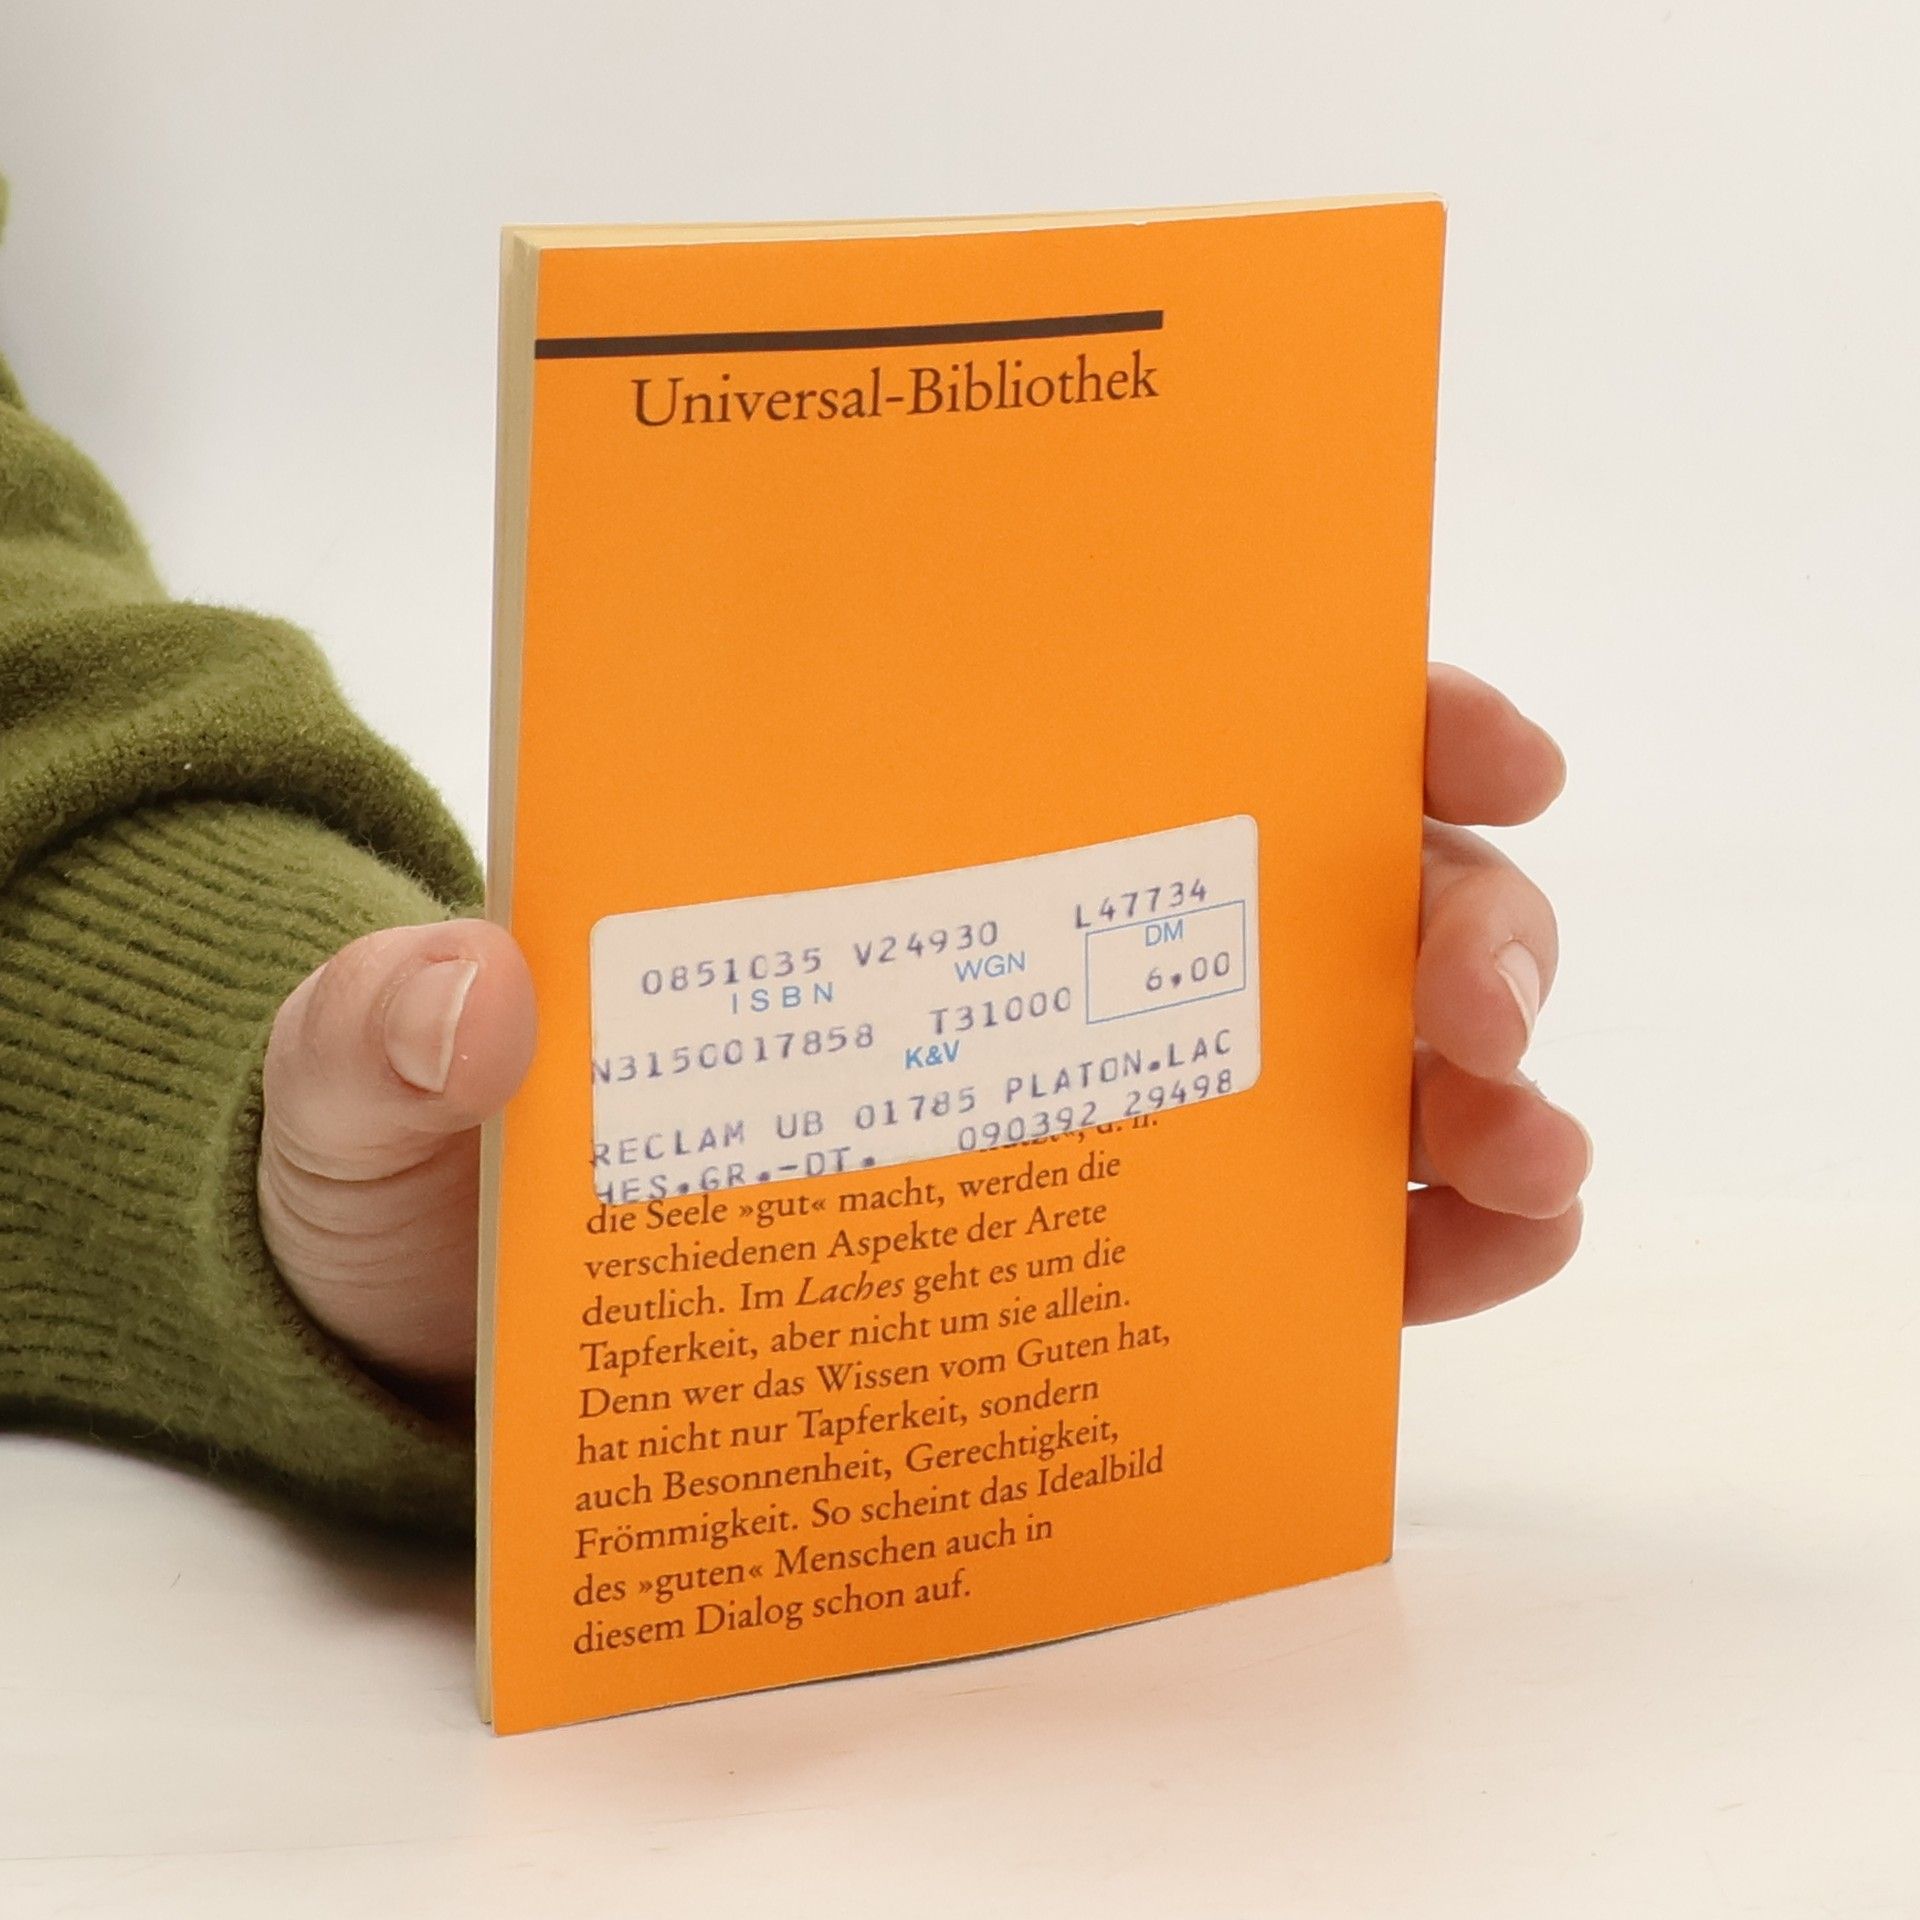 Universal-Bibliothek
0851035 V24930 L47734
ISBN WGN DM
N3150017858 T31000 6,00
K&V
RECLAM UB 01785 PLATON.LAC
HES.GR.-DT. 090392 29498
u. h.
die Seele »gut« macht, werden die
verschiedenen Aspekte der Arete
deutlich. Im Laches geht es um die
Tapferkeit, aber nicht um sie allein.
Denn wer das Wissen vom Guten hat,
hat nicht nur Tapferkeit, sondern
auch Besonnenheit, Gerechtigkeit,
Frömmigkeit. So scheint das Idealbild
des »guten« Menschen auch in
diesem Dialog schon auf.